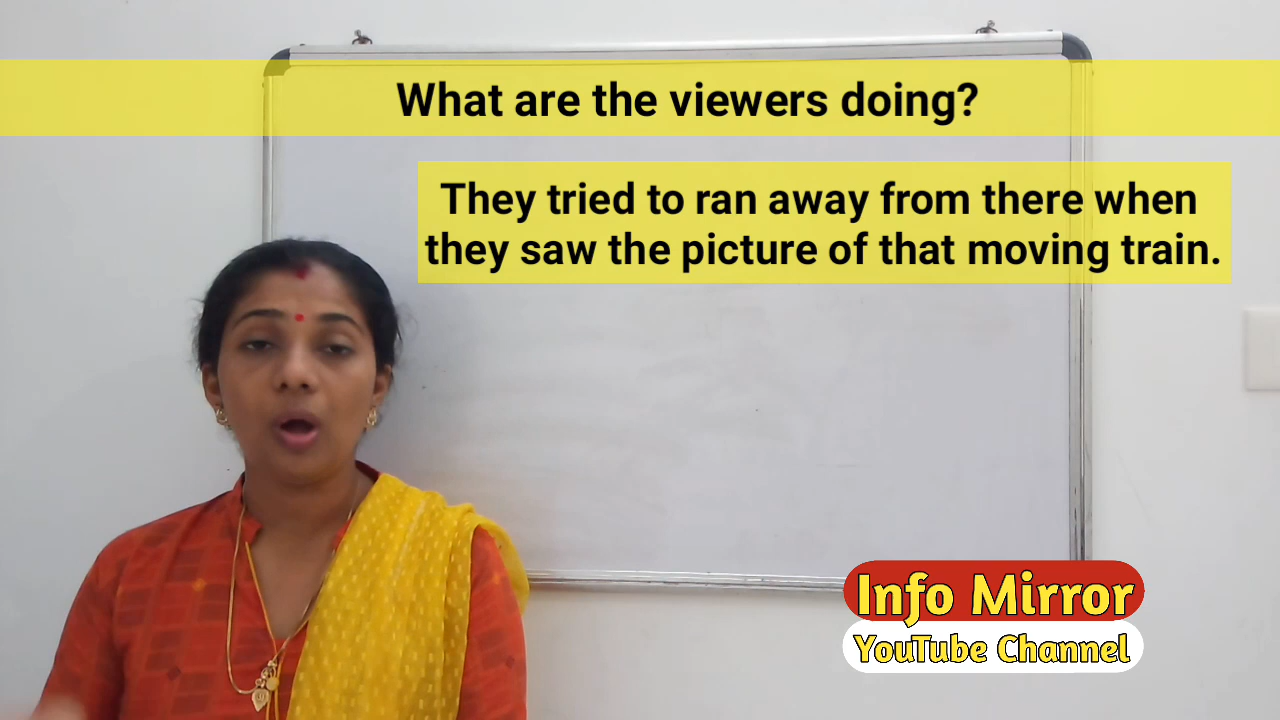 What are the viewers doing?
They tried to ran away from there when
they saw the picture of that moving train.
Info Mirror
YouTube Channel